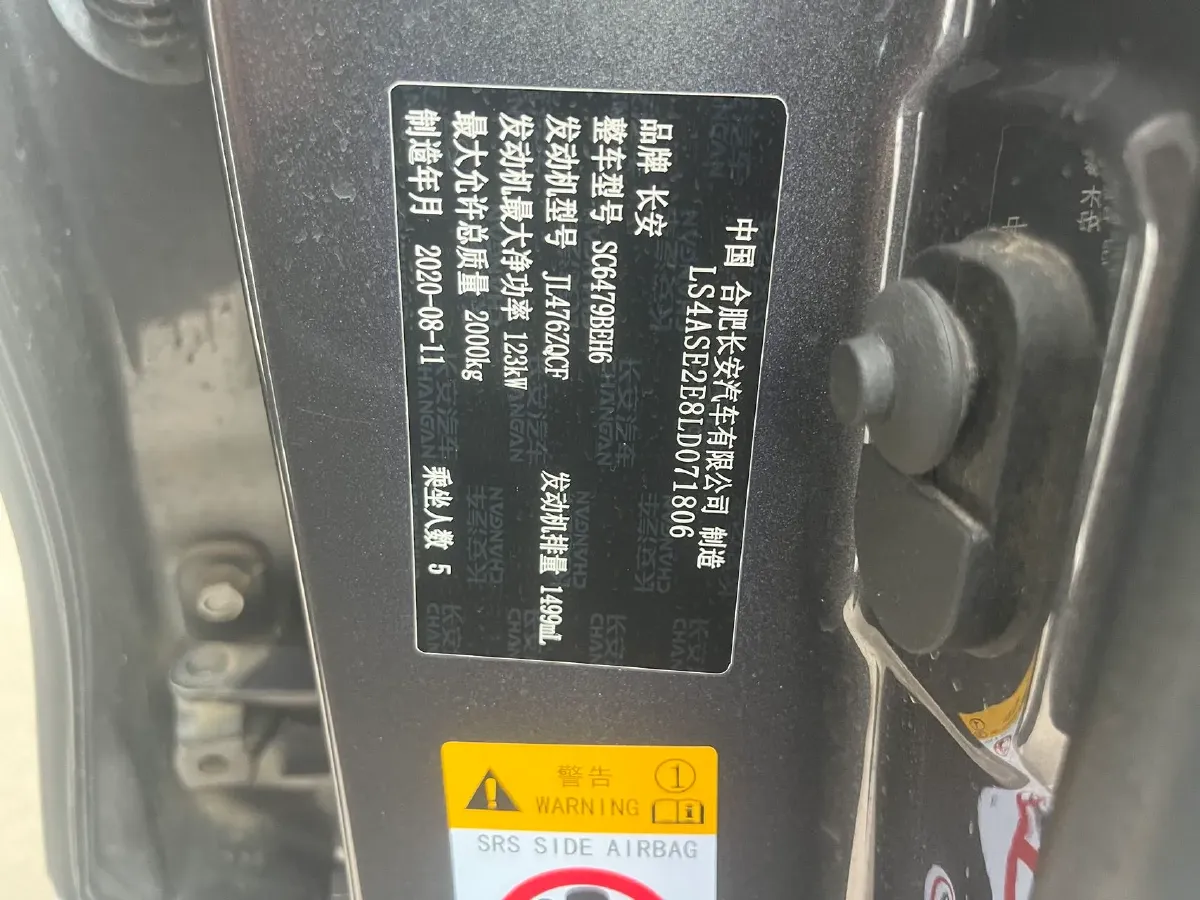 中国 合肥长安汽车有限公司 制造
LS4ASE2E8LD071806
品牌 长安
整车型号 SC6479BEH6
发动机型号 JL476ZQCF 发动机排量 1499mL
发动机最大净功率 123kW
最大允许总质量 2000kg
制造年月 2020-08-11 乘坐人数 5
警告 1
WARNING i
SRS SIDE AIRBAG